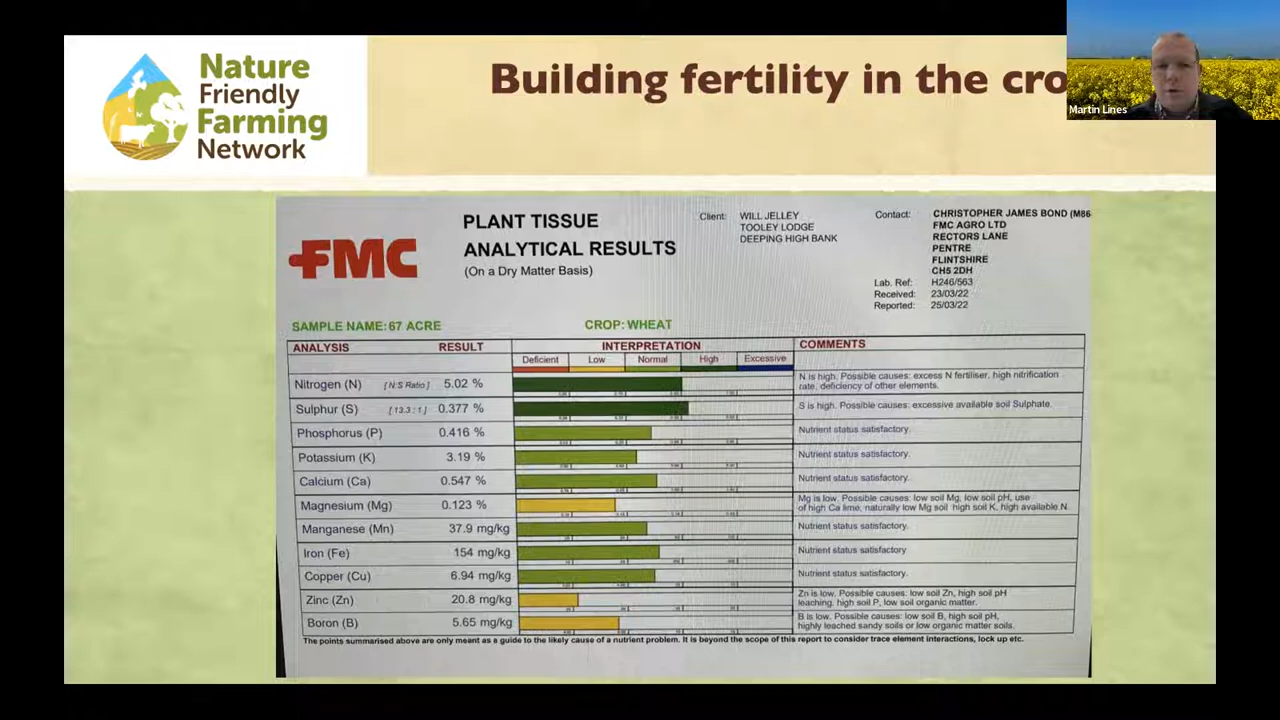 Nature
Friendly
Farming
Network
Building fertility in the cro
Martin Lines
FMC
PLANT TISSUE
ANALYTICAL RESULTS
(On a Dry Matter Basis)
Client: WILL JELLEY
TOOLEY LODGE
DEEPING HIGH BANK
Contact: CHRISTOPHER JAMES BOND (M86
FMC AGRO LTD
RECTORS LANE
PENTRE
FLINTSHIRE
CH5 2DH
Lab. Ref: H246/563
Received: 23/03/22
Reported: 25/03/22
SAMPLE NAME: 67 ACRE CROP: WHEAT
ANALYSIS RESULT INTERPRETATION COMMENTS
Deficient Low Normal High Excessive
Nitrogen (N) [ N:S Ratio ] 5.02 % N is high. Possible causes: excess N fertiliser, high nitrification
rate, deficiency of other elements.
Sulphur (S) [ 13.3 : 1 ] 0.377 % S is high. Possible causes: excessive available soil Sulphate.
Phosphorus (P) 0.416 % Nutrient status satisfactory.
Potassium (K) 3.19 % Nutrient status satisfactory.
Calcium (Ca) 0.547 % Nutrient status satisfactory.
Magnesium (Mg) 0.123 % Mg is low. Possible causes: low soil Mg, low soil pH, use
of high Ca lime, naturally low Mg soil high soil K, high available N.
Manganese (Mn) 37.9 mg/kg Nutrient status satisfactory.
Iron (Fe) 154 mg/kg Nutrient status satisfactory
Copper (Cu) 6.94 mg/kg Nutrient status satisfactory.
Zinc (Zn) 20.8 mg/kg Zn is low. Possible causes: low soil Zn, high soil pH
leaching, high soil P, low soil organic matter.
Boron (B) 5.65 mg/kg B is low. Possible causes: low soil B, high soil pH,
highly leached sandy soils or low organic matter soils.
The points summarised above are only meant as a guide to the likely cause of a nutrient problem. It is beyond the scope of this report to consider trace element interactions, lock up etc.